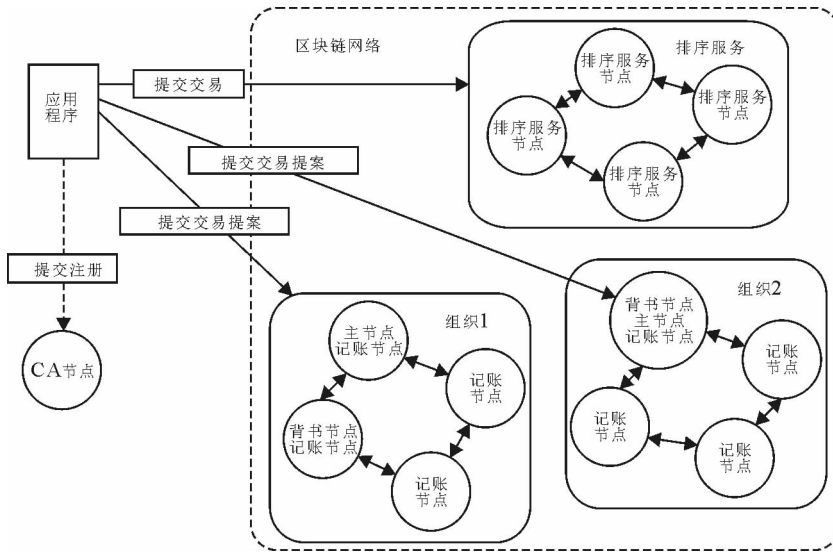 区块链网络
排序服务
排序服务
节点
应用
程序
提交交易
排序服务
节点
排序服务
节点
提交交易提案
排序服务
节点
提交交易提案
提交注册
组织1
组织2
背书节点
主节点
记账节点
主节点
记账节点
记账
节点
CA节点
记账
节点
背书节点
记账节点
记账
节点
记账
节点
记账
节点